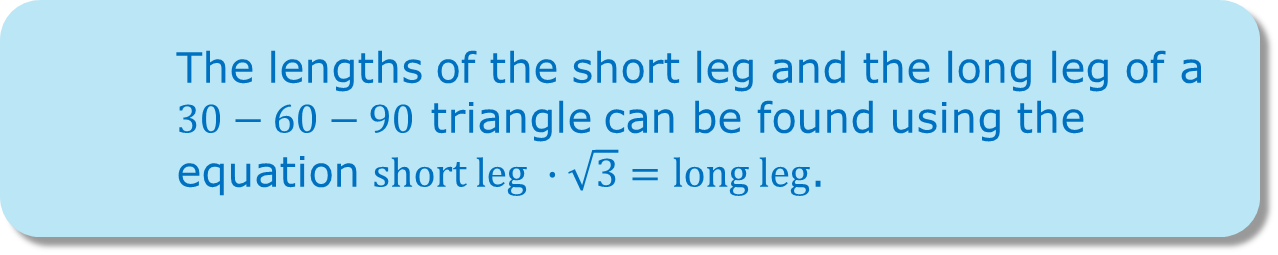 The lengths of the short leg and the long leg of a
30 − 60 − 90 triangle can be found using the
equation short leg · √3 = long leg.